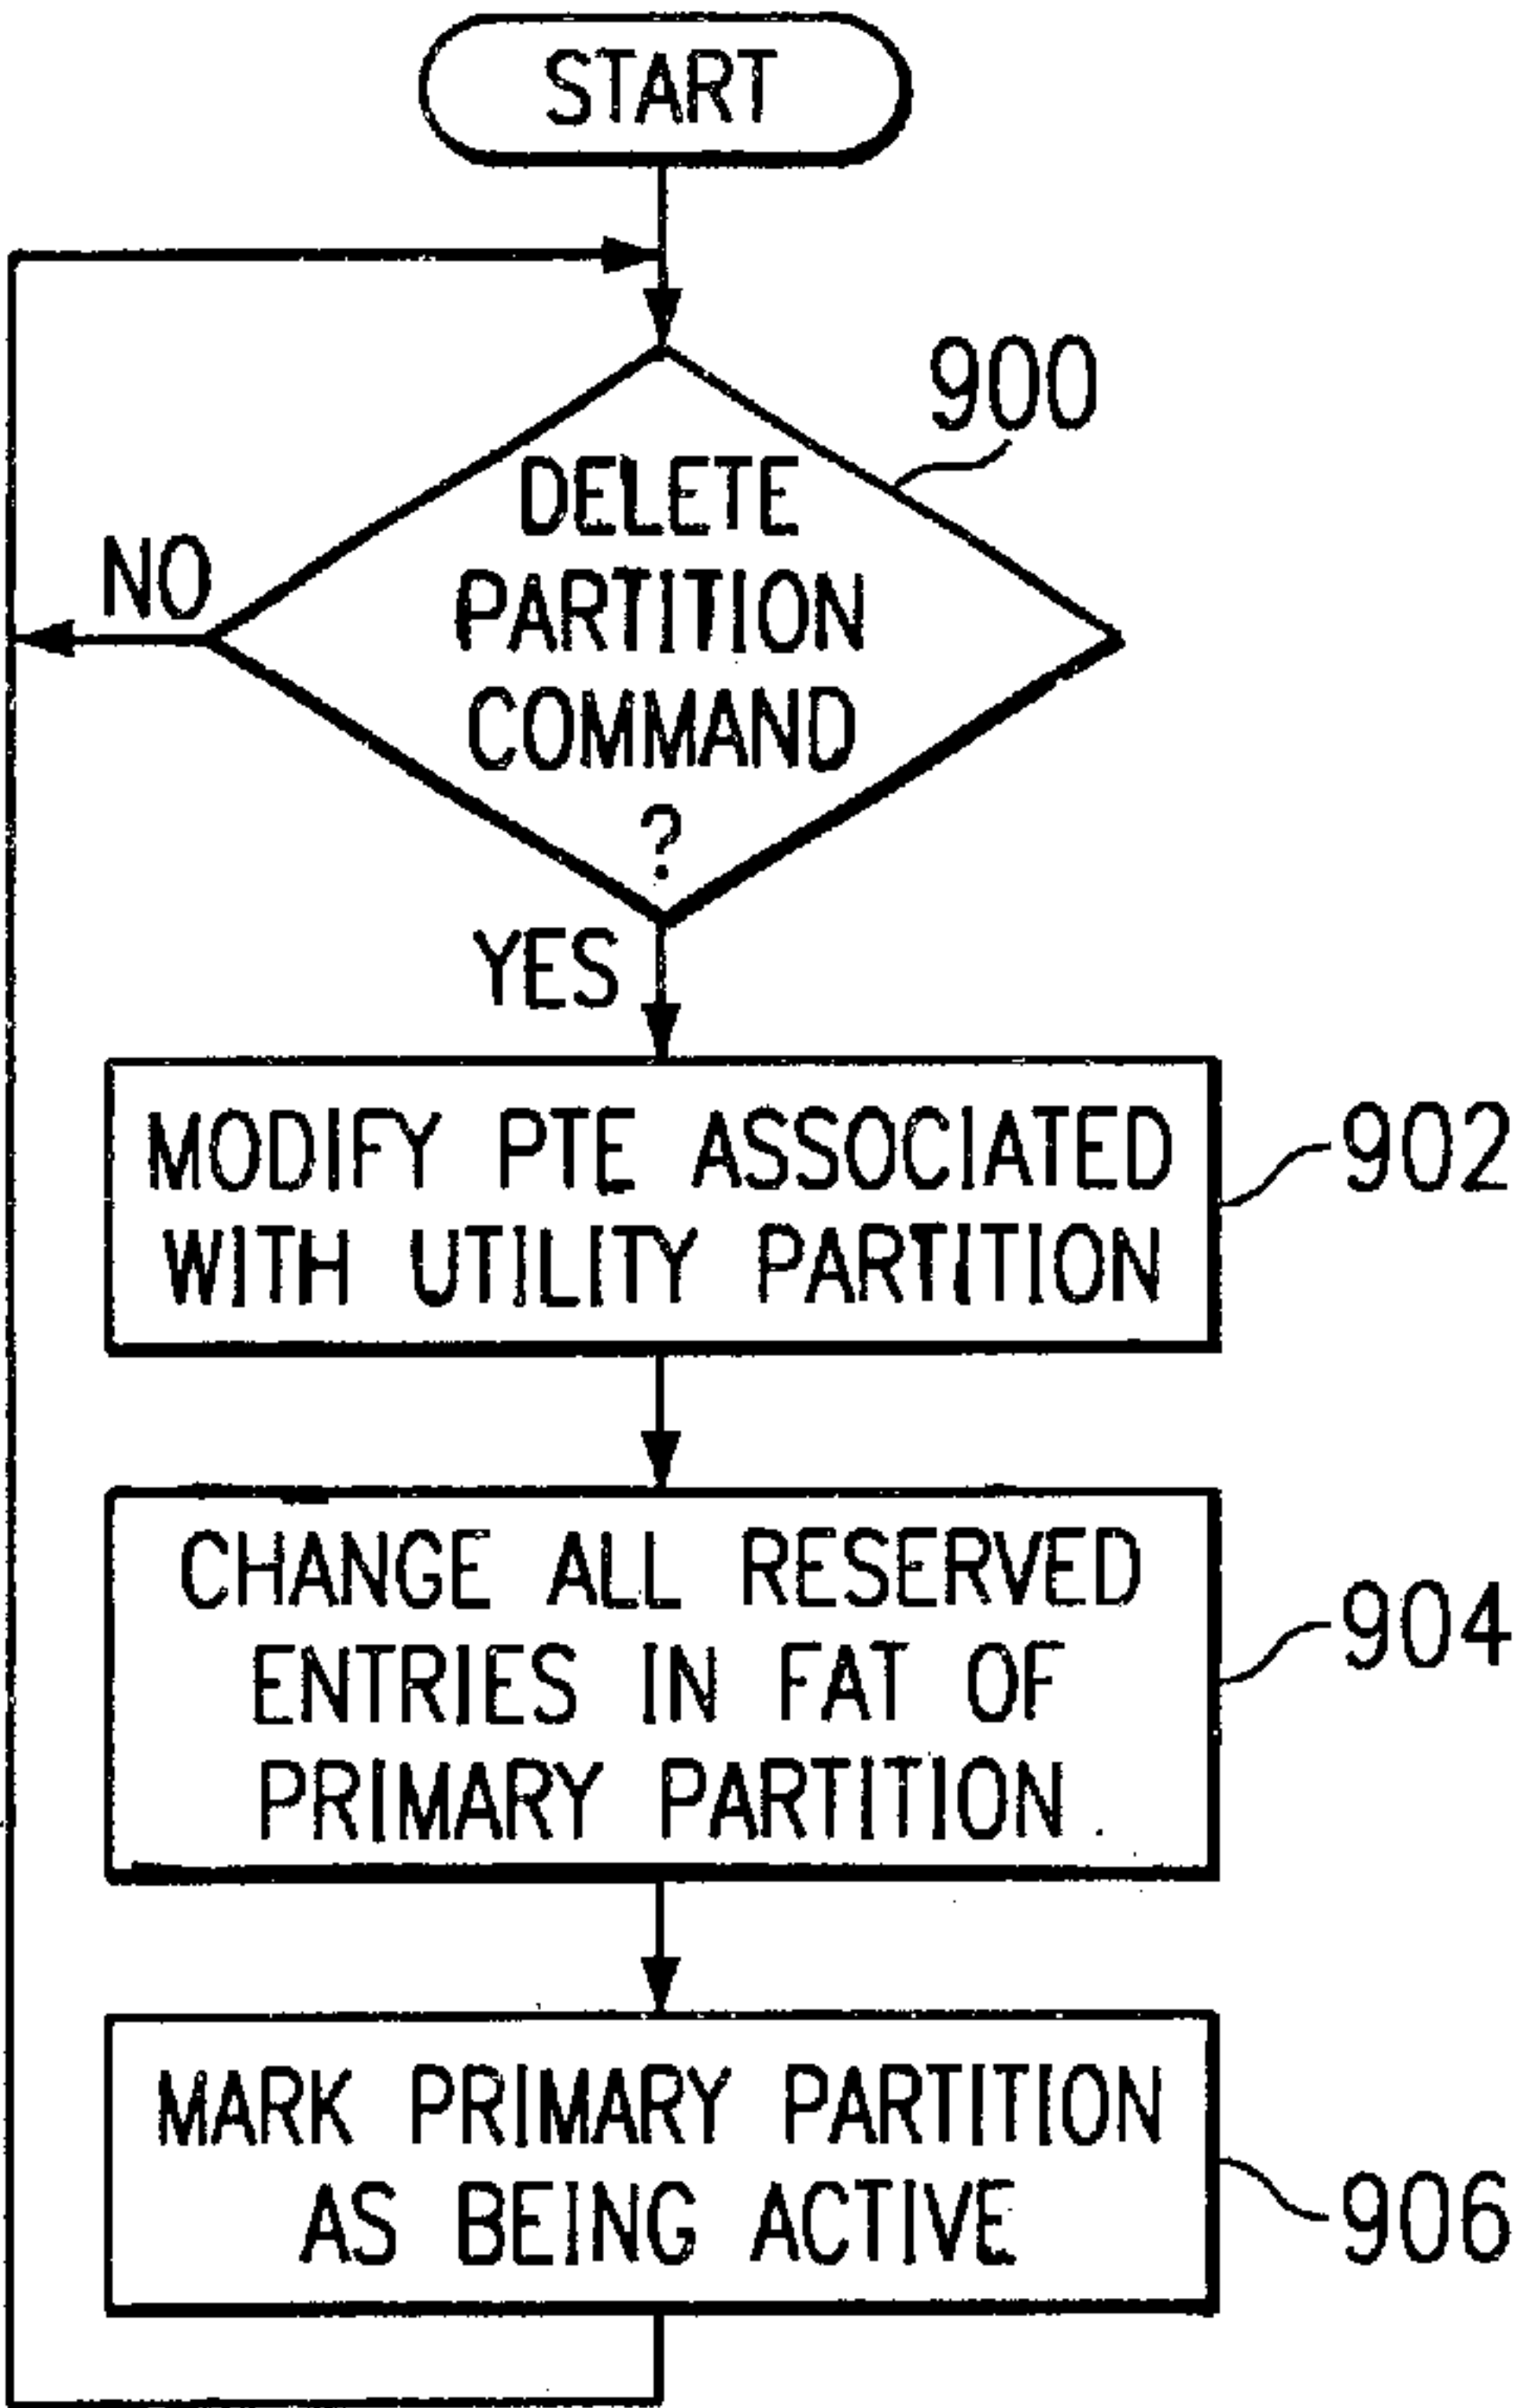 START
900
DELETE
PARTITION
COMMAND
?
NO
YES
MODIFY PTE ASSOCIATED
WITH UTILITY PARTITION
902
CHANGE ALL RESERVED
ENTRIES IN FAT OF
PRIMARY PARTITION
904
MARK PRIMARY PARTITION
AS BEING ACTIVE
906